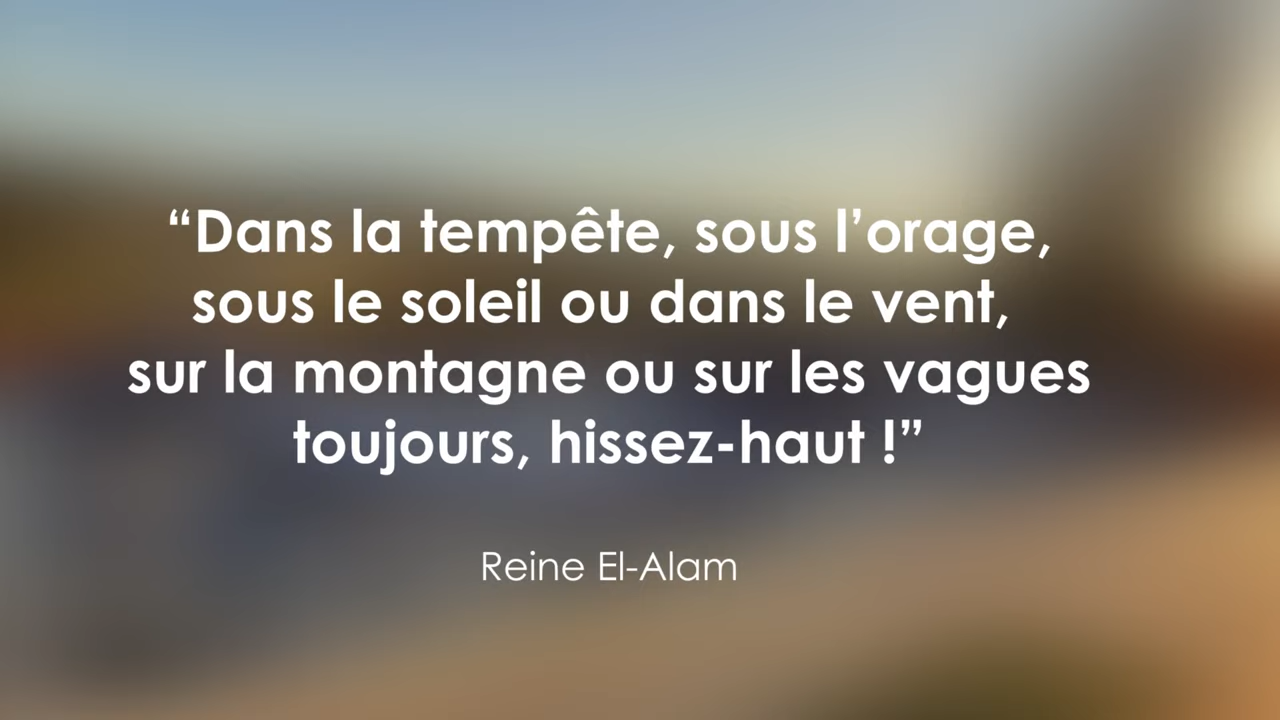 “Dans la tempête, sous l’orage,
sous le soleil ou dans le vent,
sur la montagne ou sur les vagues
toujours, hissez-haut !”
Reine El-Alam